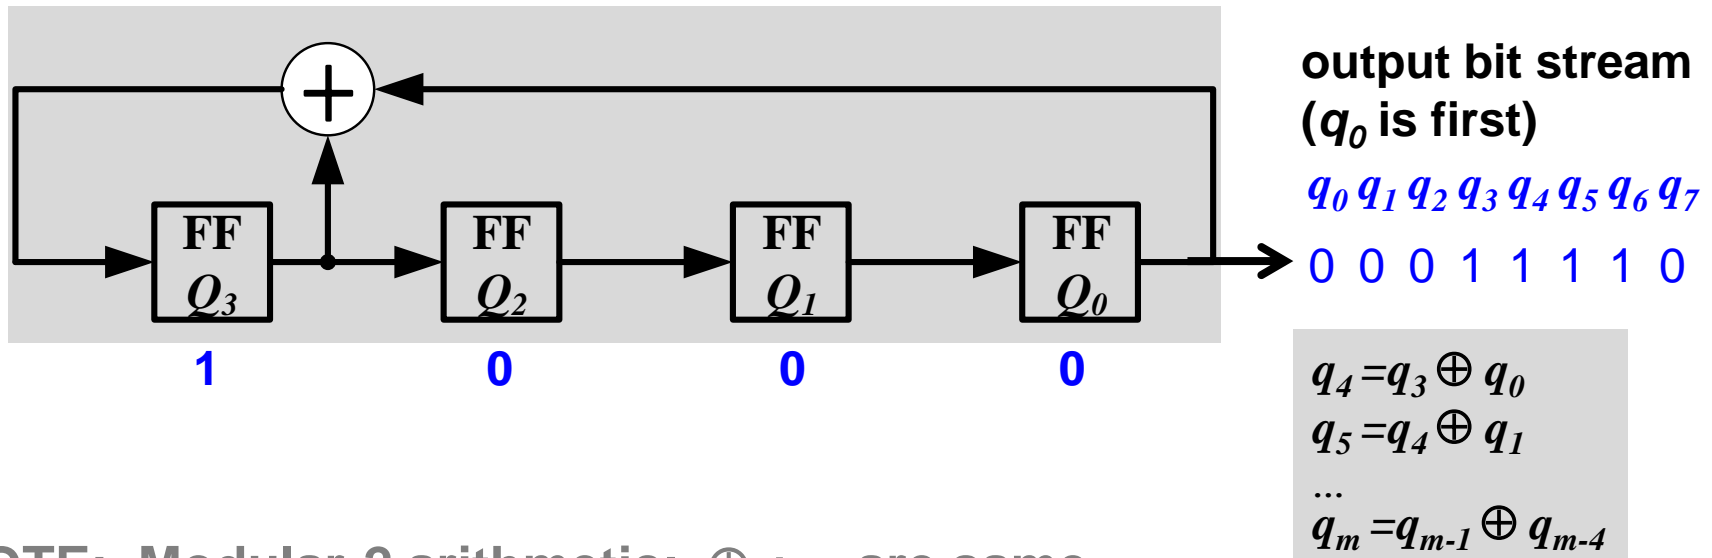 output bit stream
(q0 is first)
q0 q1 q2 q3 q4 q5 q6 q7
0 0 0 1 1 1 1 0
FF FF FF FF
Q3 Q2 Q1 Q0
1 0 0 0
q4 =q3 ⊕ q0
q5 =q4 ⊕ q1
...
qm =qm-1 ⊕ qm-4